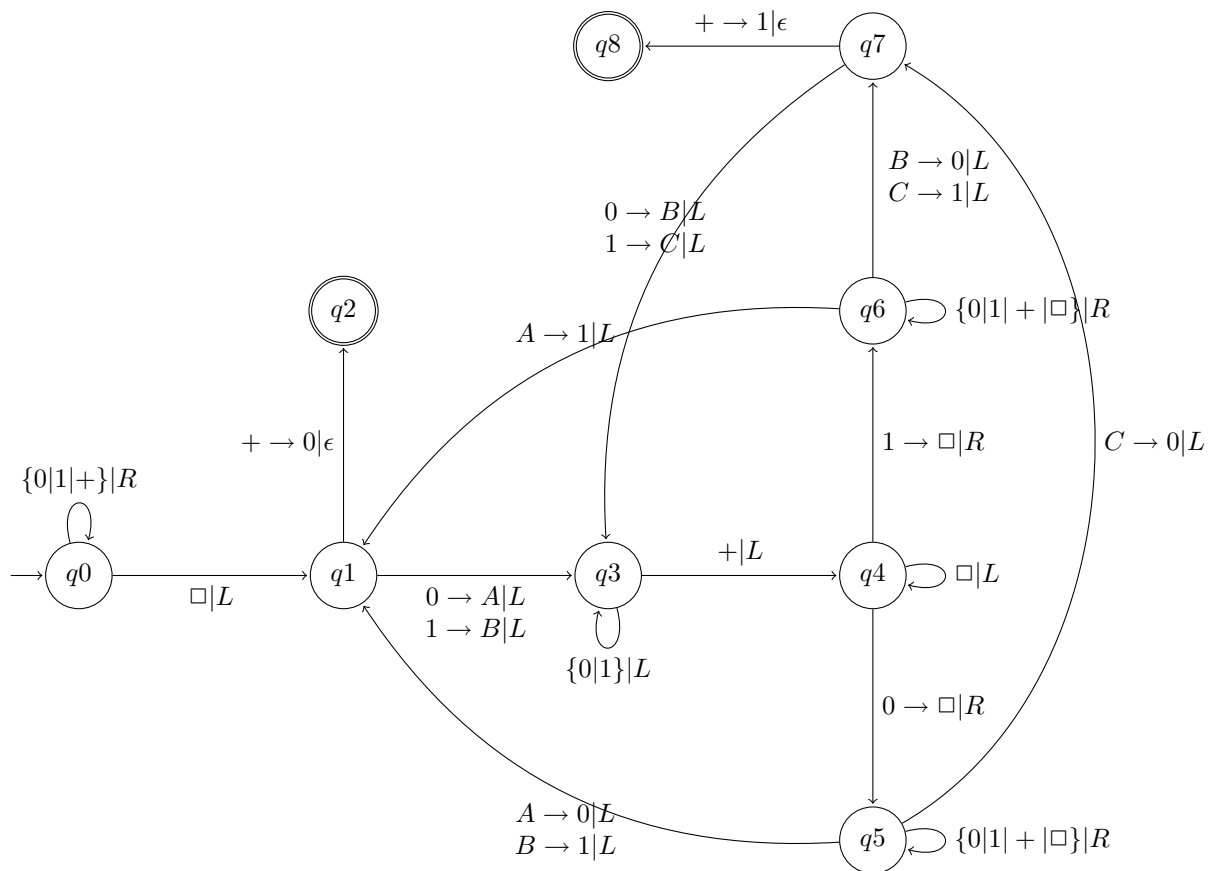 + → 1|ϵ
q8
q7
B → 0|L
C → 1|L
0 → B|L
1 → C|L
q2
q6
{0|1| + |□}|R
A → 1|L
+ → 0|ϵ
1 → □|R
C → 0|L
{0|1|+}|R
q0
□|L
q1
0 → A|L
1 → B|L
q3
{0|1}|L
+|L
q4
□|L
0 → □|R
A → 0|L
B → 1|L
q5
{0|1| + |□}|R